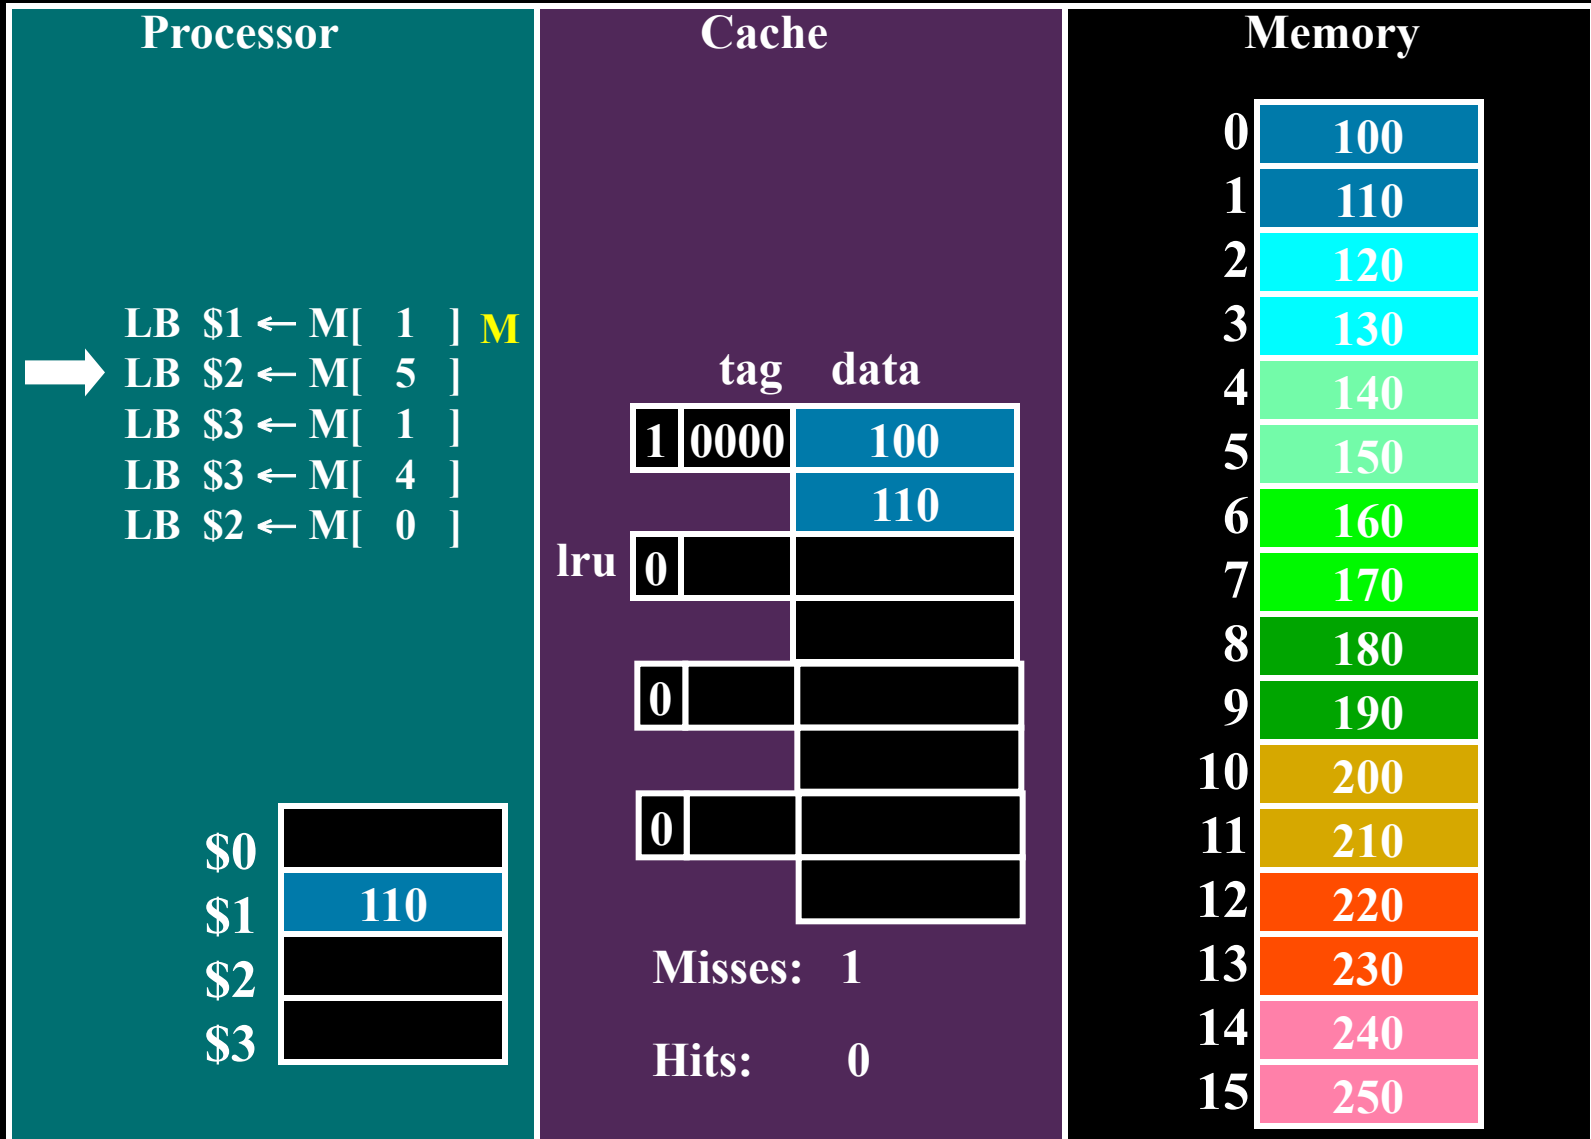 Processor
LB $1 ← M[ 1 ] M
LB $2 ← M[ 5 ]
LB $3 ← M[ 1 ]
LB $3 ← M[ 4 ]
LB $2 ← M[ 0 ]
$0
$1 110
$2
$3
Cache
tag data
1 0000 100
110
lru 0
0
0
Misses: 1
Hits: 0
Memory
0 100
1 110
2 120
3 130
4 140
5 150
6 160
7 170
8 180
9 190
10 200
11 210
12 220
13 230
14 240
15 250